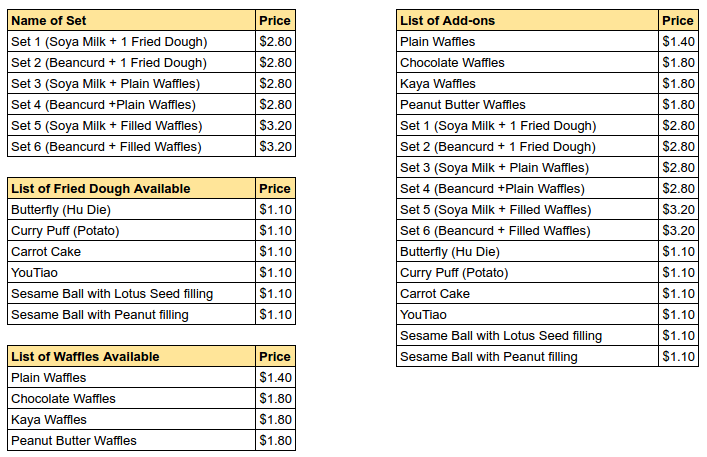 Name of Set Price
Set 1 (Soya Milk + 1 Fried Dough) $2.80
Set 2 (Beancurd + 1 Fried Dough) $2.80
Set 3 (Soya Milk + Plain Waffles) $2.80
Set 4 (Beancurd +Plain Waffles) $2.80
Set 5 (Soya Milk + Filled Waffles) $3.20
Set 6 (Beancurd + Filled Waffles) $3.20
List of Fried Dough Available Price
Butterfly (Hu Die) $1.10
Curry Puff (Potato) $1.10
Carrot Cake $1.10
YouTiao $1.10
Sesame Ball with Lotus Seed filling $1.10
Sesame Ball with Peanut filling $1.10
List of Waffles Available Price
Plain Waffles $1.40
Chocolate Waffles $1.80
Kaya Waffles $1.80
Peanut Butter Waffles $1.80
List of Add-ons Price
Plain Waffles $1.40
Chocolate Waffles $1.80
Kaya Waffles $1.80
Peanut Butter Waffles $1.80
Set 1 (Soya Milk + 1 Fried Dough) $2.80
Set 2 (Beancurd + 1 Fried Dough) $2.80
Set 3 (Soya Milk + Plain Waffles) $2.80
Set 4 (Beancurd +Plain Waffles) $2.80
Set 5 (Soya Milk + Filled Waffles) $3.20
Set 6 (Beancurd + Filled Waffles) $3.20
Butterfly (Hu Die) $1.10
Curry Puff (Potato) $1.10
Carrot Cake $1.10
YouTiao $1.10
Sesame Ball with Lotus Seed filling $1.10
Sesame Ball with Peanut filling $1.10